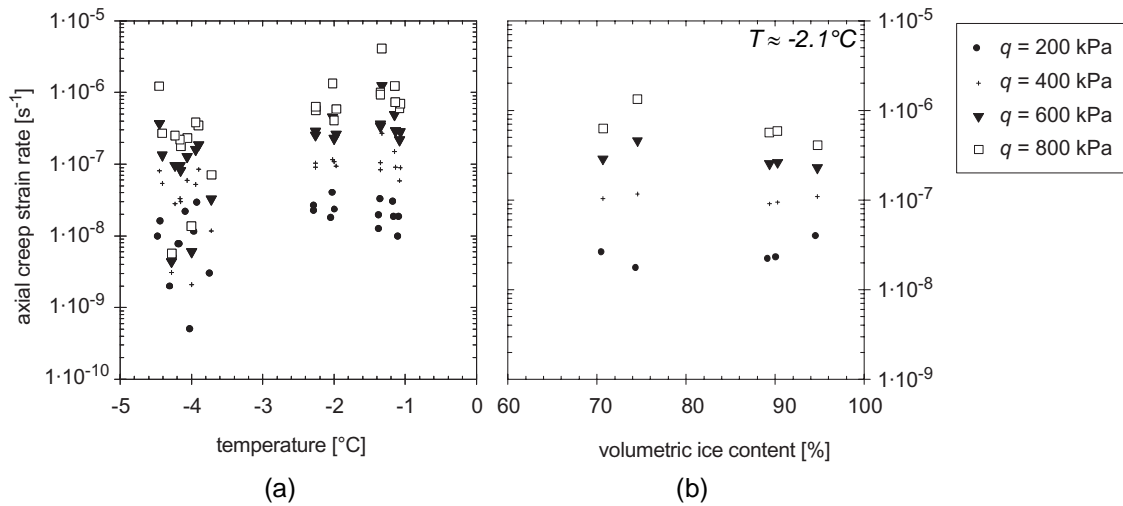 axial creep strain rate [s⁻¹]
1·10⁻⁵
1·10⁻⁶
1·10⁻⁷
1·10⁻⁸
1·10⁻⁹
1·10⁻¹⁰
-5 -4 -3 -2 -1 0
temperature [°C]
(a)
T ≈ -2.1°C
1·10⁻⁵
1·10⁻⁶
1·10⁻⁷
1·10⁻⁸
1·10⁻⁹
60 70 80 90 100
volumetric ice content [%]
(b)
q = 200 kPa
q = 400 kPa
q = 600 kPa
q = 800 kPa